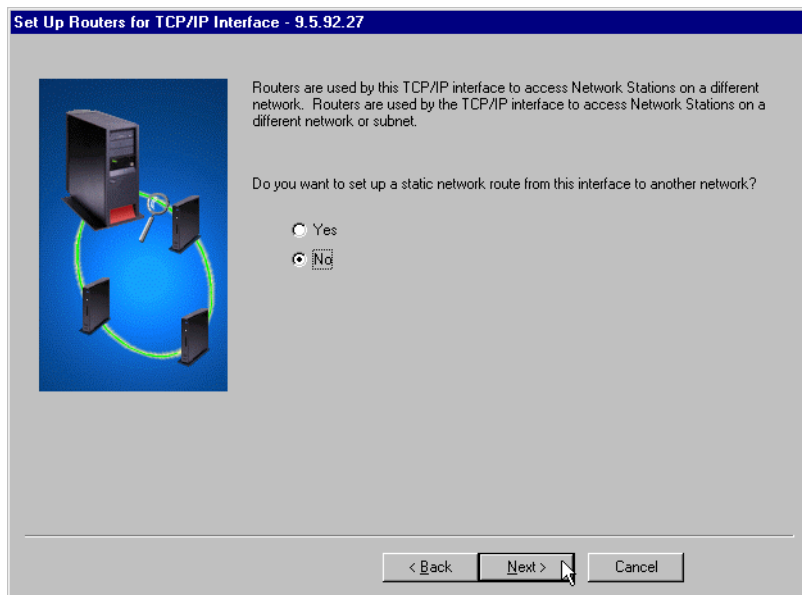 Set Up Routers for TCP/IP Interface - 9.5.92.27
Routers are used by this TCP/IP interface to access Network Stations on a different
network. Routers are used by the TCP/IP interface to access Network Stations on a
different network or subnet.
Do you want to set up a static network route from this interface to another network?
Yes
No
< Back
Next >
Cancel